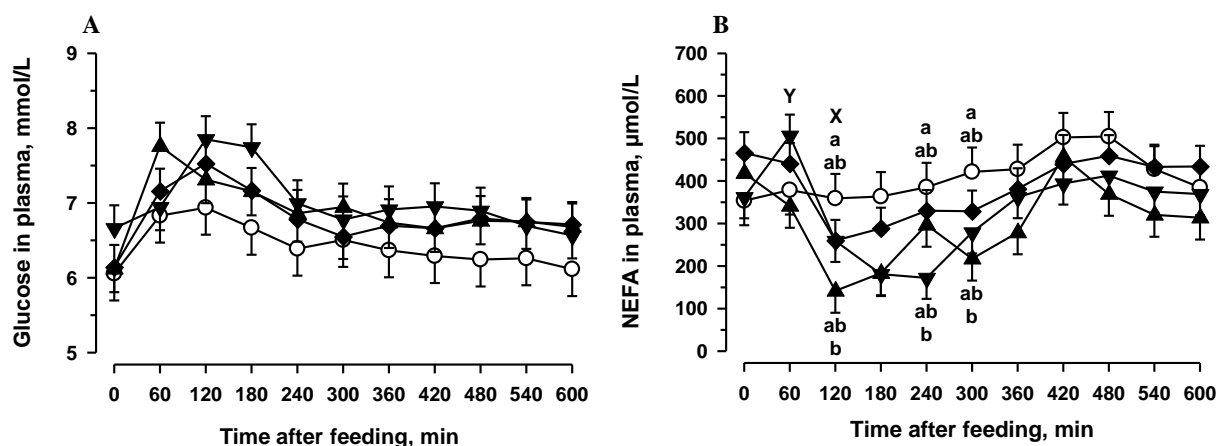 A
Glucose in plasma, mmol/L
9
8
7
6
5
0 60 120 180 240 300 360 420 480 540 600
Time after feeding, min
B
NEFA in plasma, µmol/L
700
600
500
400
300
200
100
0
Y
X
a
ab
a
ab
a
ab
ab
b
ab
b
ab
b
0 60 120 180 240 300 360 420 480 540 600
Time after feeding, min